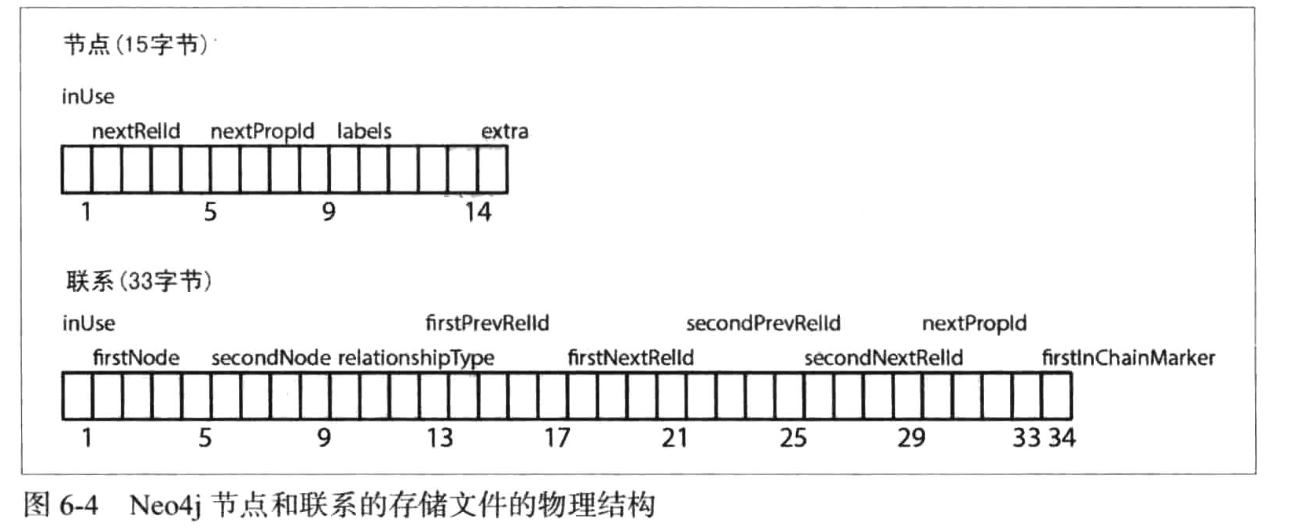 节点(15字节)
inUse
nextRelId nextPropId labels extra
1 5 9 14
联系(33字节)
inUse firstPrevRelId secondPrevRelId nextPropId
firstNode secondNode relationshipType firstNextRelId secondNextRelId firstInChainMarker
1 5 9 13 17 21 25 29 33 34
图 6-4 Neo4j 节点和联系的存储文件的物理结构